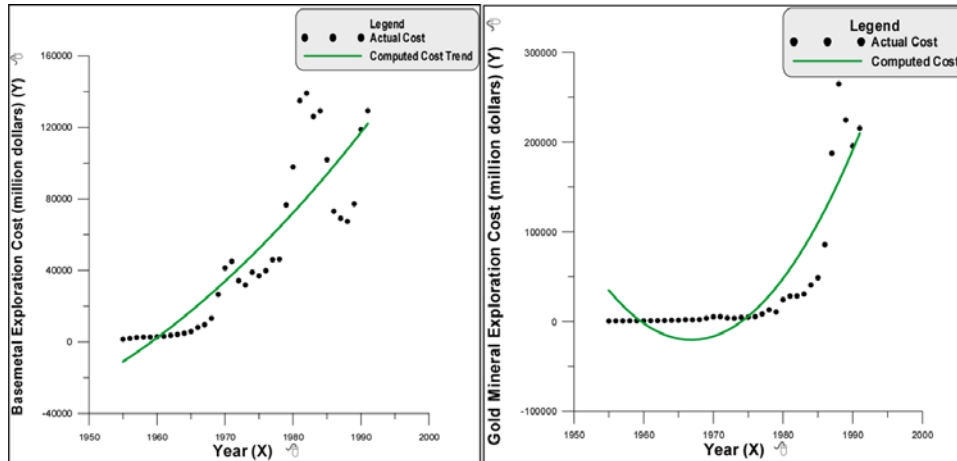 Legend
Actual Cost
Computed Cost Trend
Basemetal Exploration Cost (million dollars) (Y)
160000
120000
80000
40000
0
-40000
1950 1960 1970 1980 1990 2000
Year (X)
Legend
Actual Cost
Computed Cost
Gold Mineral Exploration Cost (million dollars) (Y)
300000
200000
100000
0
-100000
1950 1960 1970 1980 1990 2000
Year (X)